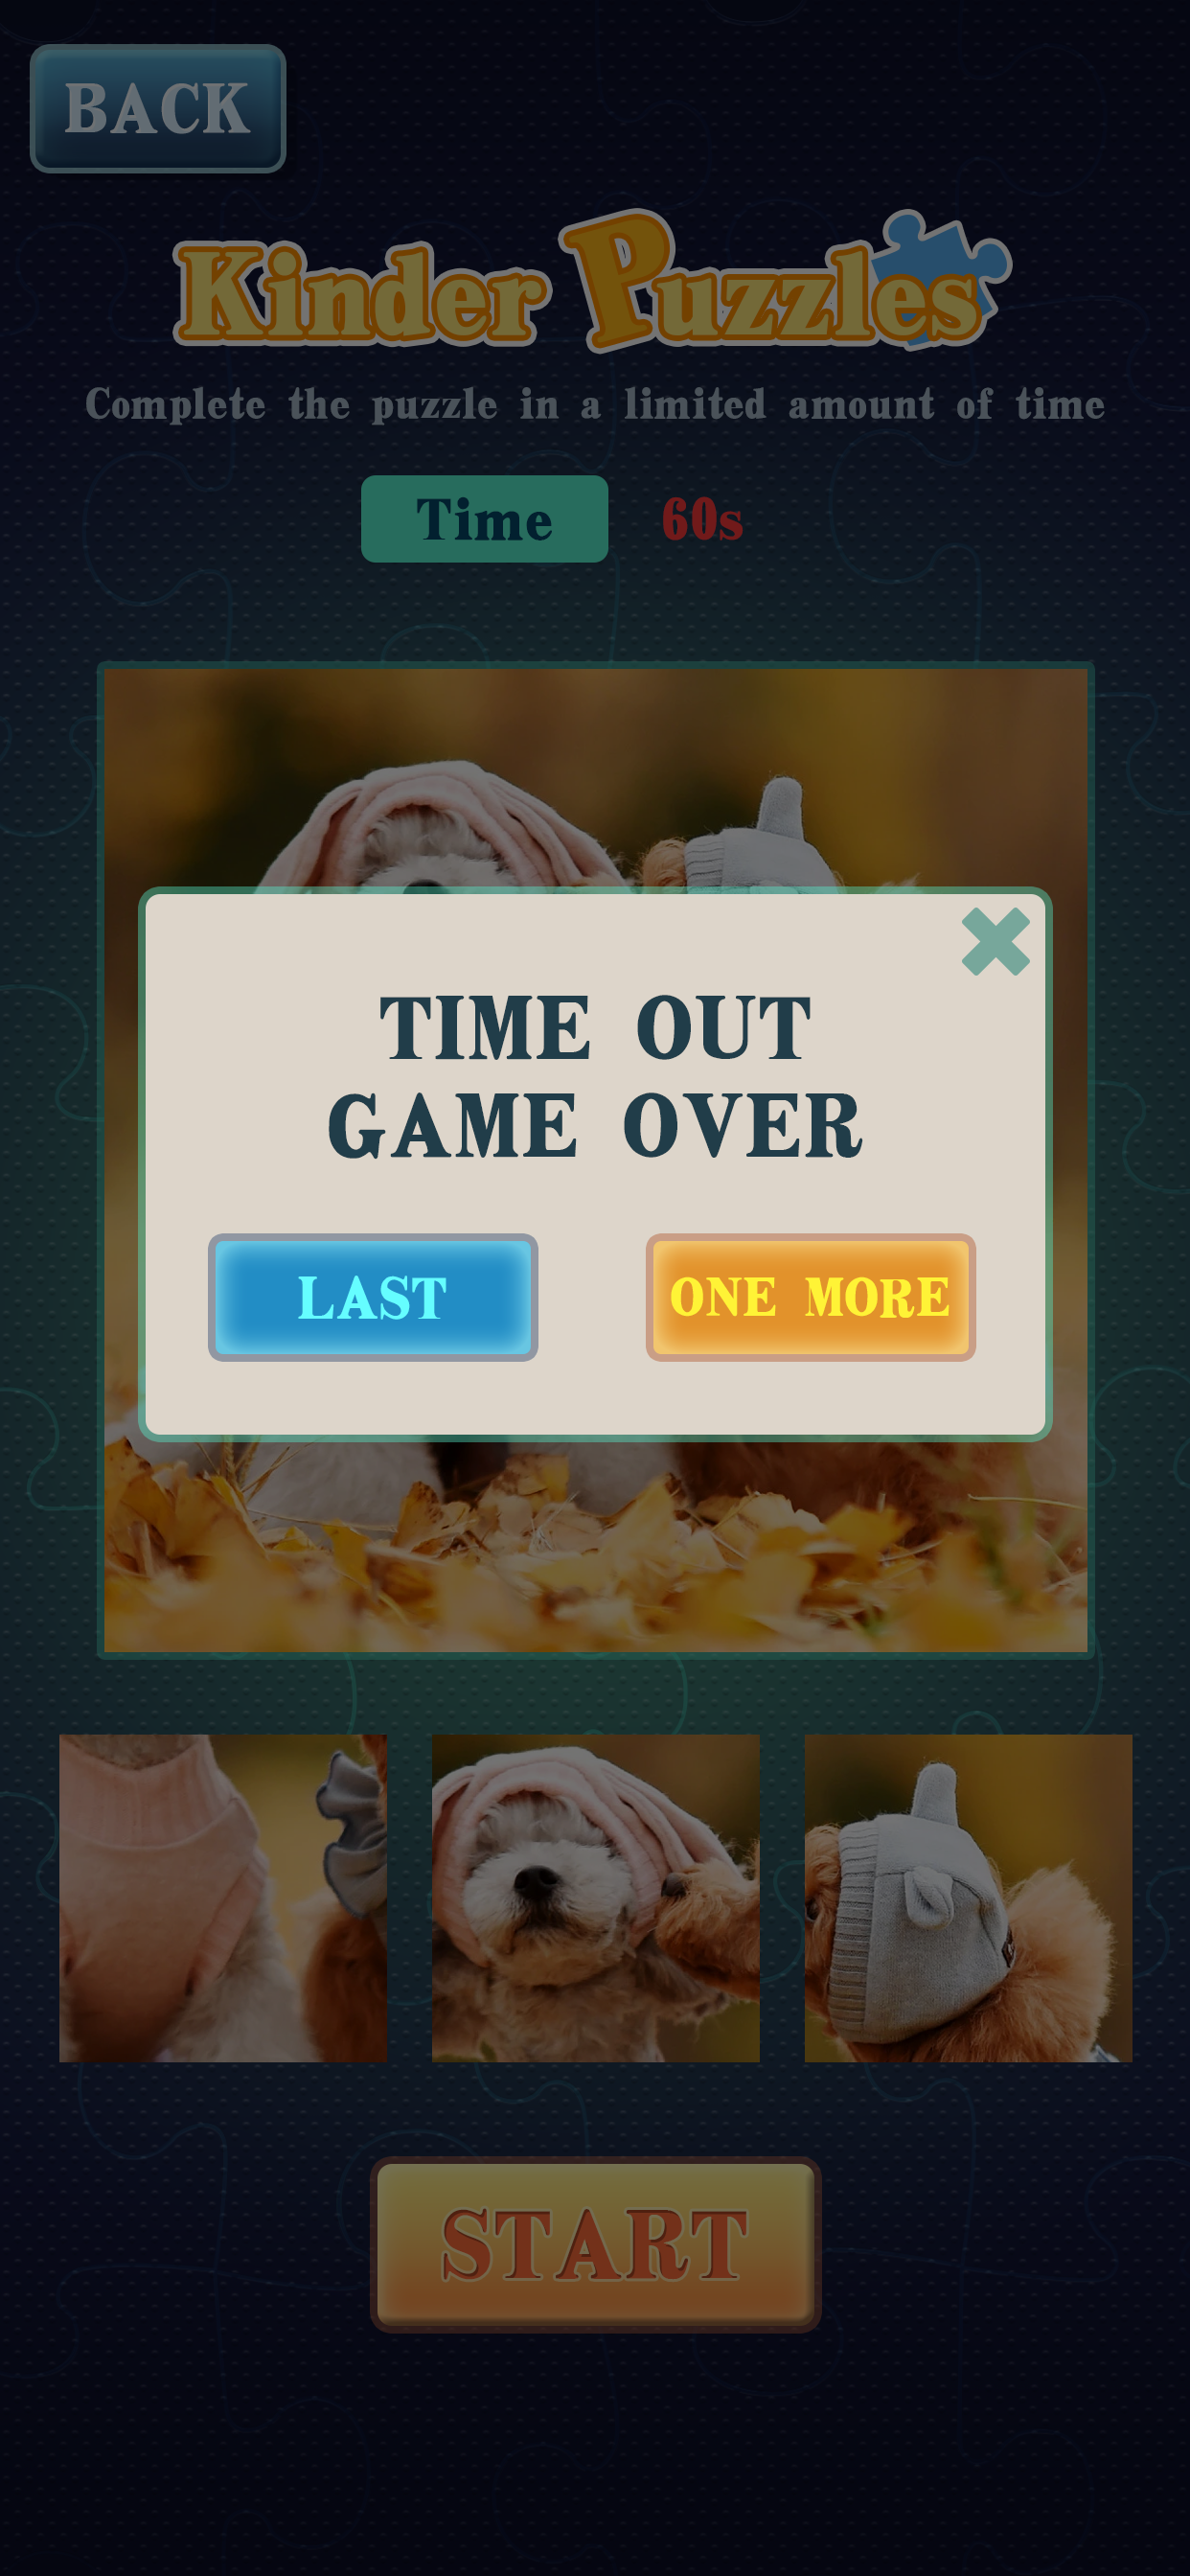 BACK
Kinder Puzzles
Complete the puzzle in a limited amount of time
Time 60s
TIME OUT
GAME OVER
LAST ONE MORE
START